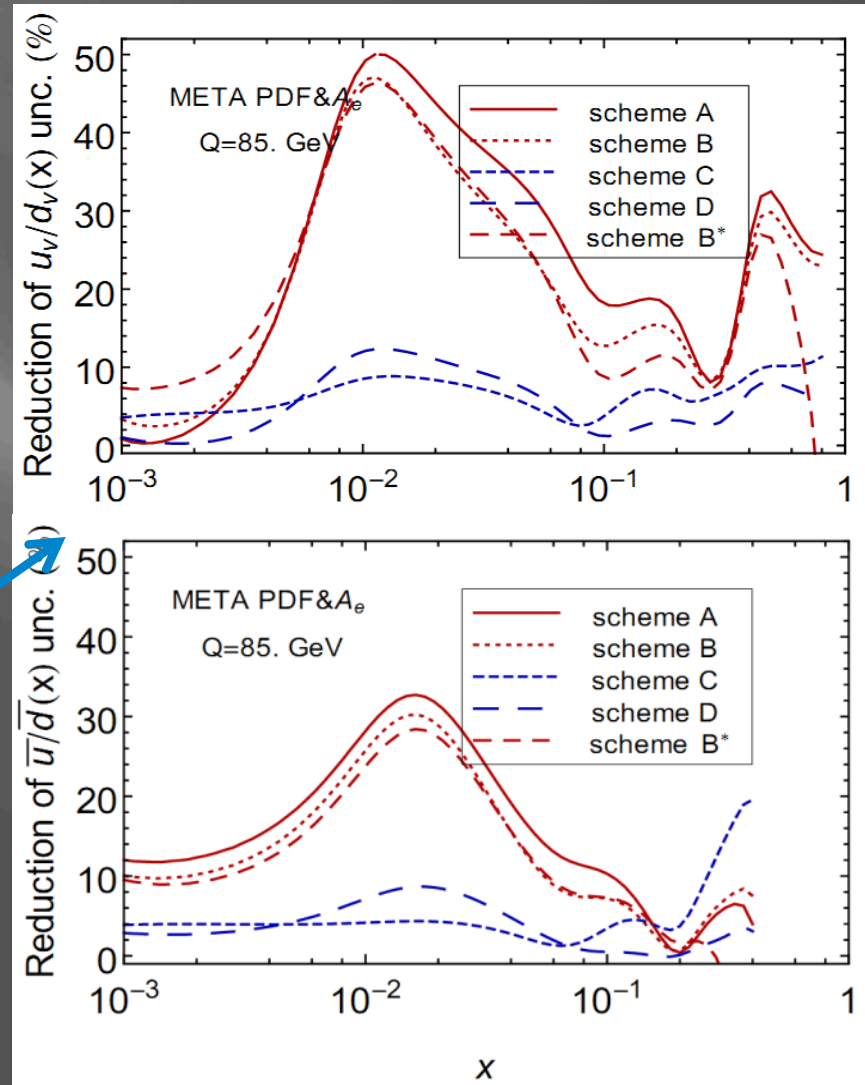 Reduction of u_v/d_v(x) unc. (%)
50
40
30
20
10
0
META PDF&A_e
Q=85. GeV
scheme A
scheme B
scheme C
scheme D
scheme B*
10⁻³ 10⁻² 10⁻¹ 1
Reduction of u̅/d̅(x) unc. (%)
50
40
30
20
10
0
META PDF&A_e
Q=85. GeV
scheme A
scheme B
scheme C
scheme D
scheme B*
10⁻³ 10⁻² 10⁻¹ 1
x